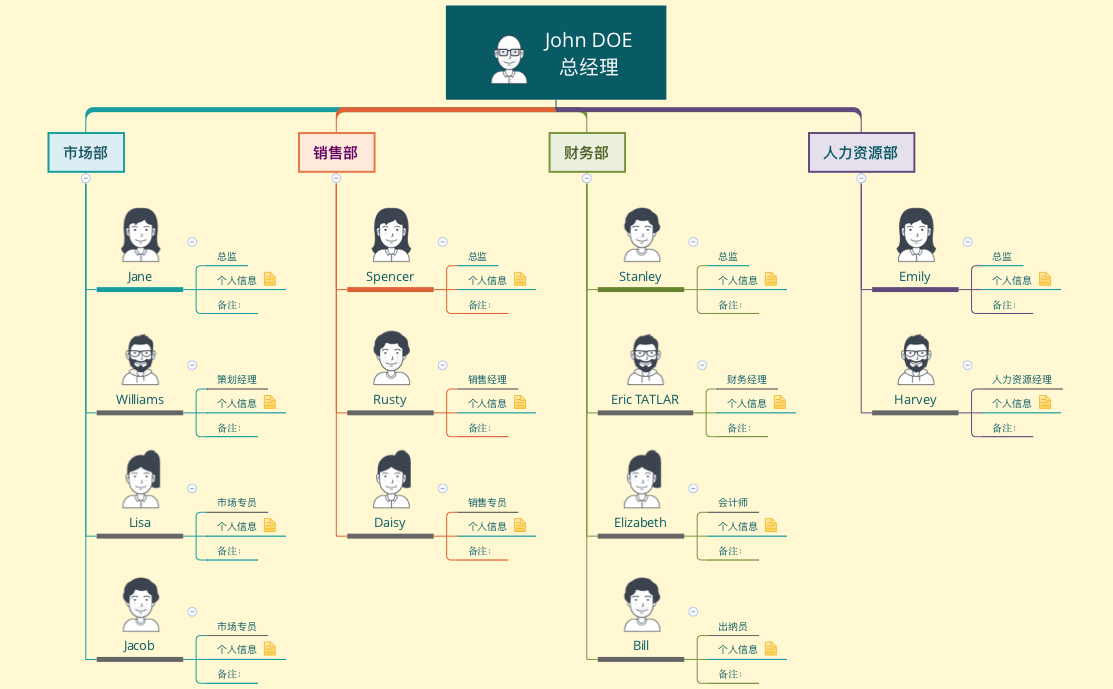 John DOE
总经理
市场部
销售部
财务部
人力资源部
Jane
总监
个人信息
备注:
Spencer
总监
个人信息
备注:
Stanley
总监
个人信息
备注:
Emily
总监
个人信息
备注:
Williams
策划经理
个人信息
备注:
Rusty
销售经理
个人信息
备注:
Eric TATLAR
财务经理
个人信息
备注:
Harvey
人力资源经理
个人信息
备注:
Lisa
市场专员
个人信息
备注:
Daisy
销售专员
个人信息
备注:
Elizabeth
会计师
个人信息
备注:
Jacob
市场专员
个人信息
备注:
Bill
出纳员
个人信息
备注: